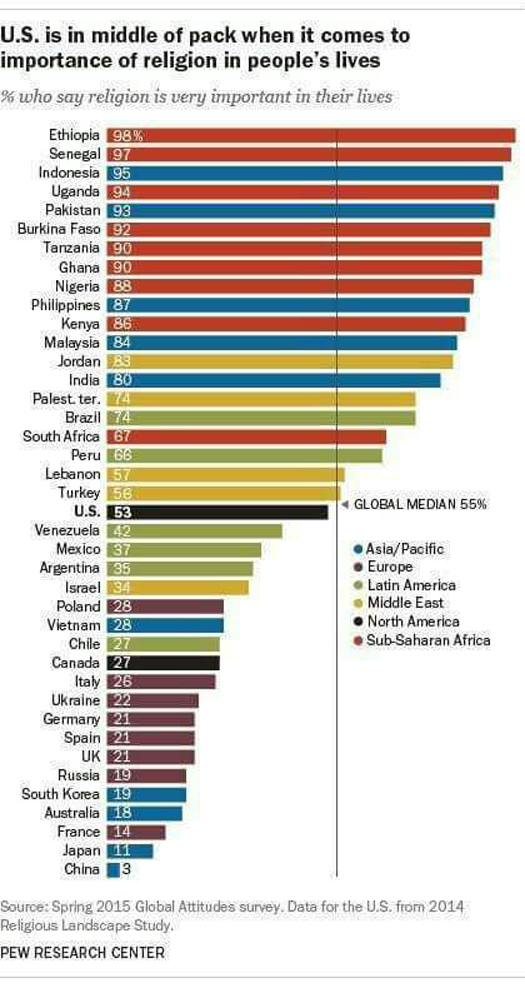 U.S. is in middle of pack when it comes to
importance of religion in people's lives
% who say religion is very important in their lives
Ethiopia 98%
Senegal 97
Indonesia 95
Uganda 94
Pakistan 93
Burkina Faso 92
Tanzania 90
Ghana 90
Nigeria 88
Philippines 87
Kenya 86
Malaysia 84
Jordan 83
India 80
Palest. ter. 74
Brazil 74
South Africa 67
Peru 66
Lebanon 57
Turkey 56
GLOBAL MEDIAN 55%
U.S. 53
Venezuela 42
Mexico 37
Argentina 35
Israel 34
Poland 28
Vietnam 28
Chile 27
Canada 27
Italy 26
Ukraine 22
Germany 21
Spain 21
UK 21
Russia 19
South Korea 19
Australia 18
France 14
Japan 11
China 3
Asia/Pacific
Europe
Latin America
Middle East
North America
Sub-Saharan Africa
Source: Spring 2015 Global Attitudes survey. Data for the U.S. from 2014
Religious Landscape Study.
PEW RESEARCH CENTER